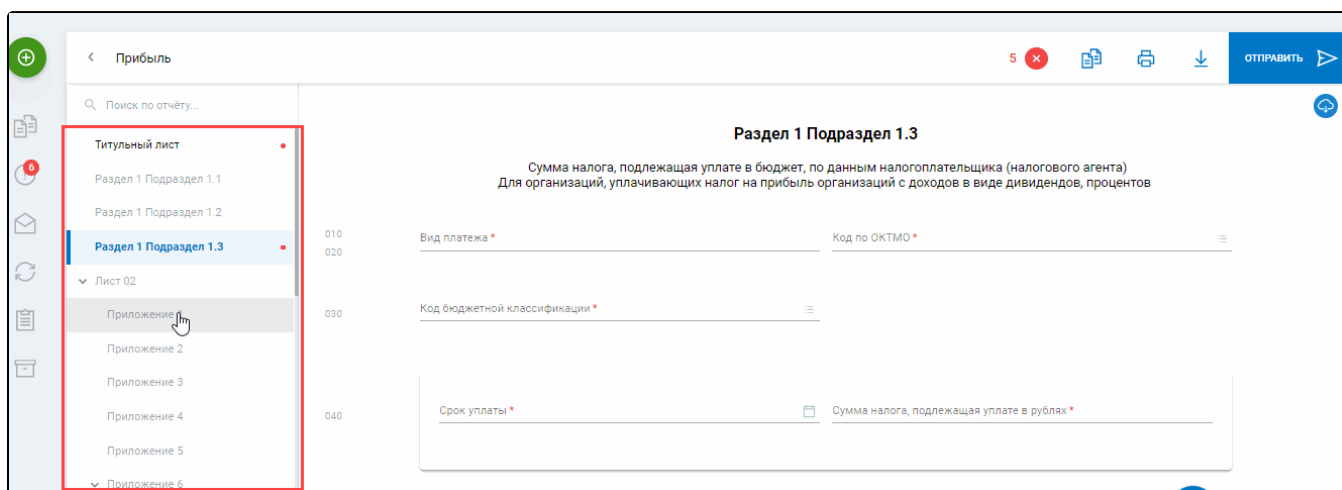 Прибыль
5
ОТПРАВИТЬ
Поиск по отчёту...
6
Титульный лист
Раздел 1 Подраздел 1.1
Раздел 1 Подраздел 1.2
Раздел 1 Подраздел 1.3
Лист 02
Приложение 1
Приложение 2
Приложение 3
Приложение 4
Приложение 5
Приложение 6
Раздел 1 Подраздел 1.3
Сумма налога, подлежащая уплате в бюджет, по данным налогоплательщика (налогового агента)
Для организаций, уплачивающих налог на прибыль организаций с доходов в виде дивидендов, процентов
010 Вид платежа * Код по ОКТМО *
020
030 Код бюджетной классификации *
040 Срок уплаты * Сумма налога, подлежащая уплате в рублях *